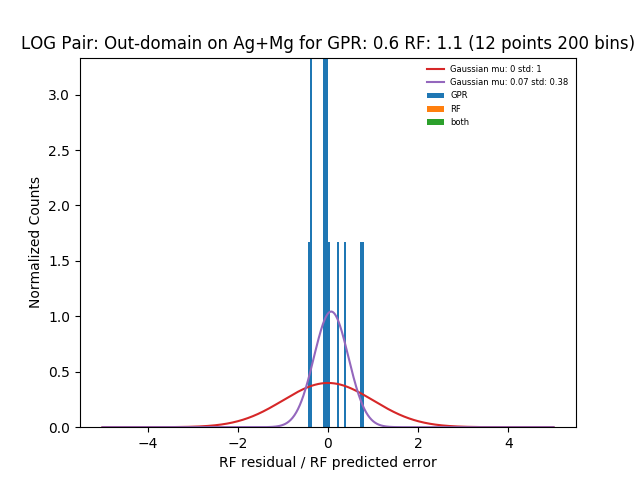 LOG Pair: Out-domain on Ag+Mg for GPR: 0.6 RF: 1.1 (12 points 200 bins)
Gaussian mu: 0 std: 1
Gaussian mu: 0.07 std: 0.38
GPR
RF
both
Normalized Counts
3.0
2.5
2.0
1.5
1.0
0.5
0.0
−4
−2
0
2
4
RF residual / RF predicted error